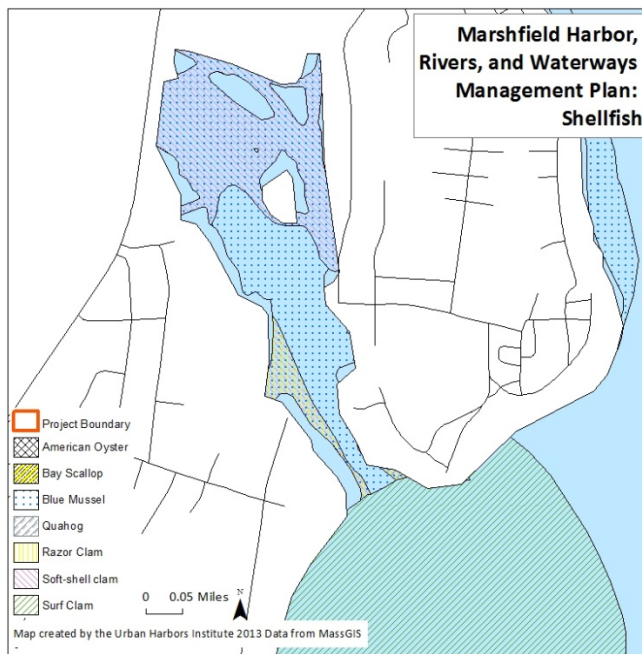 Marshfield Harbor,
Rivers, and Waterways
Management Plan:
Shellfish
Project Boundary
American Oyster
Bay Scallop
Blue Mussel
Quahog
Razor Clam
Soft-shell clam
Surf Clam
0 0.05 Miles
N
Map created by the Urban Harbors Institute 2013 Data from MassGIS
-